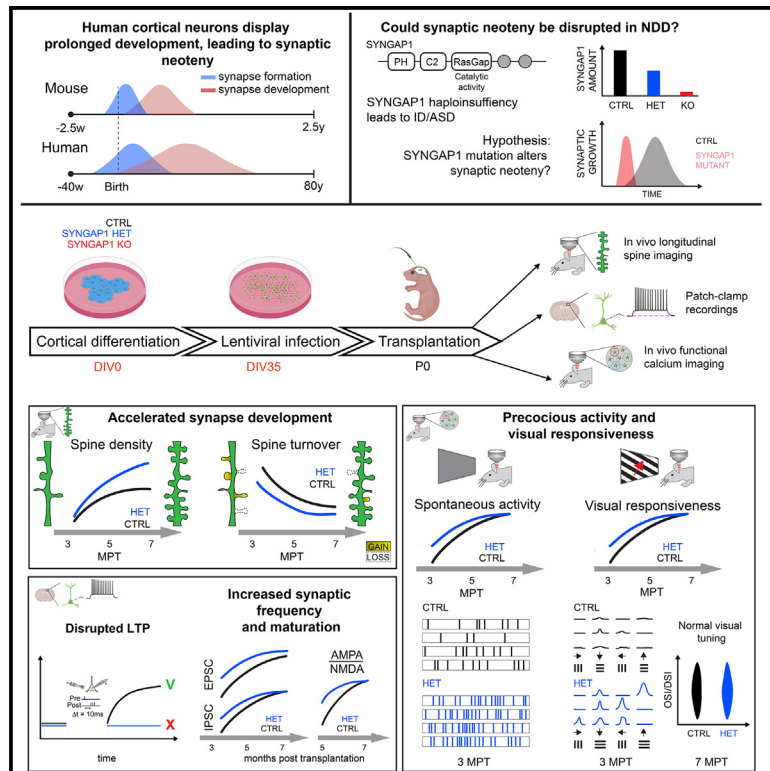 Human cortical neurons display
prolonged development, leading to synaptic
neoteny
synapse formation
synapse development
Mouse
-2.5w
2.5y
Human
-40w
Birth
80y
Could synaptic neoteny be disrupted in NDD?
SYNGAP1
PH
C2
RasGap
Catalytic
activity
SYNGAP1 haploinsuffiency
leads to ID/ASD
Hypothesis:
SYNGAP1 mutation alters
synaptic neoteny?
SYNGAP1
AMOUNT
CTRL HET KO
SYNAPTIC
GROWTH
CTRL
SYNGAP1
MUTANT
TIME
CTRL
SYNGAP1 HET
SYNGAP1 KO
Cortical differentiation
Lentiviral infection
Transplantation
DIV0
DIV35
P0
In vivo longitudinal
spine imaging
Patch-clamp
recordings
In vivo functional
calcium imaging
Accelerated synapse development
Spine density
HET
CTRL
3 5 7
MPT
Spine turnover
HET
CTRL
3 5 7
MPT
GAIN
LOSS
Disrupted LTP
Pre
Post
Δt = 10ms
V
X
time
Increased synaptic
frequency
and maturation
EPSC
IPSC
AMPA
NMDA
HET
CTRL
3 5 7
5 7
months post transplantation
Precocious activity and
visual responsiveness
Spontaneous activity
HET
CTRL
3 5 7
MPT
Visual responsiveness
HET
CTRL
3 5 7
MPT
CTRL
HET
3 MPT
CTRL
HET
3 MPT
Normal visual
tuning
OSI/DSI
CTRL HET
7 MPT